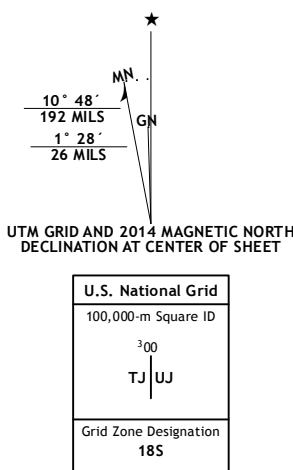 ★
MN
10° 48´
192 MILS
GN
1° 28´
26 MILS
UTM GRID AND 2014 MAGNETIC NORTH
DECLINATION AT CENTER OF SHEET
U.S. National Grid
100,000-m Square ID
³00
TJ UJ
Grid Zone Designation
18S